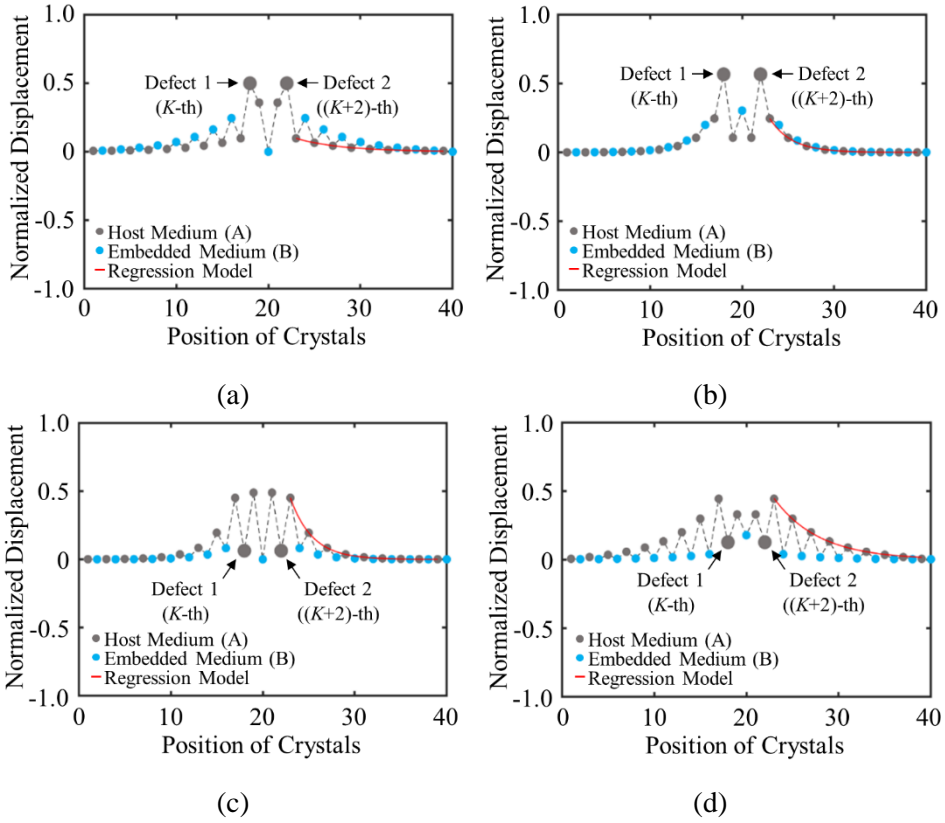 1.0
0.5
0
-0.5
-1.0
Normalized Displacement
Defect 1
(K-th)
Defect 2
((K+2)-th)
Host Medium (A)
Embedded Medium (B)
Regression Model
0 10 20 30 40
Position of Crystals
(a)
1.0
0.5
0
-0.5
-1.0
Normalized Displacement
Defect 1
(K-th)
Defect 2
((K+2)-th)
Host Medium (A)
Embedded Medium (B)
Regression Model
0 10 20 30 40
Position of Crystals
(b)
1.0
0.5
0
-0.5
-1.0
Normalized Displacement
Defect 1
(K-th)
Defect 2
((K+2)-th)
Host Medium (A)
Embedded Medium (B)
Regression Model
0 10 20 30 40
Position of Crystals
(c)
1.0
0.5
0
-0.5
-1.0
Normalized Displacement
Defect 1
(K-th)
Defect 2
((K+2)-th)
Host Medium (A)
Embedded Medium (B)
Regression Model
0 10 20 30 40
Position of Crystals
(d)